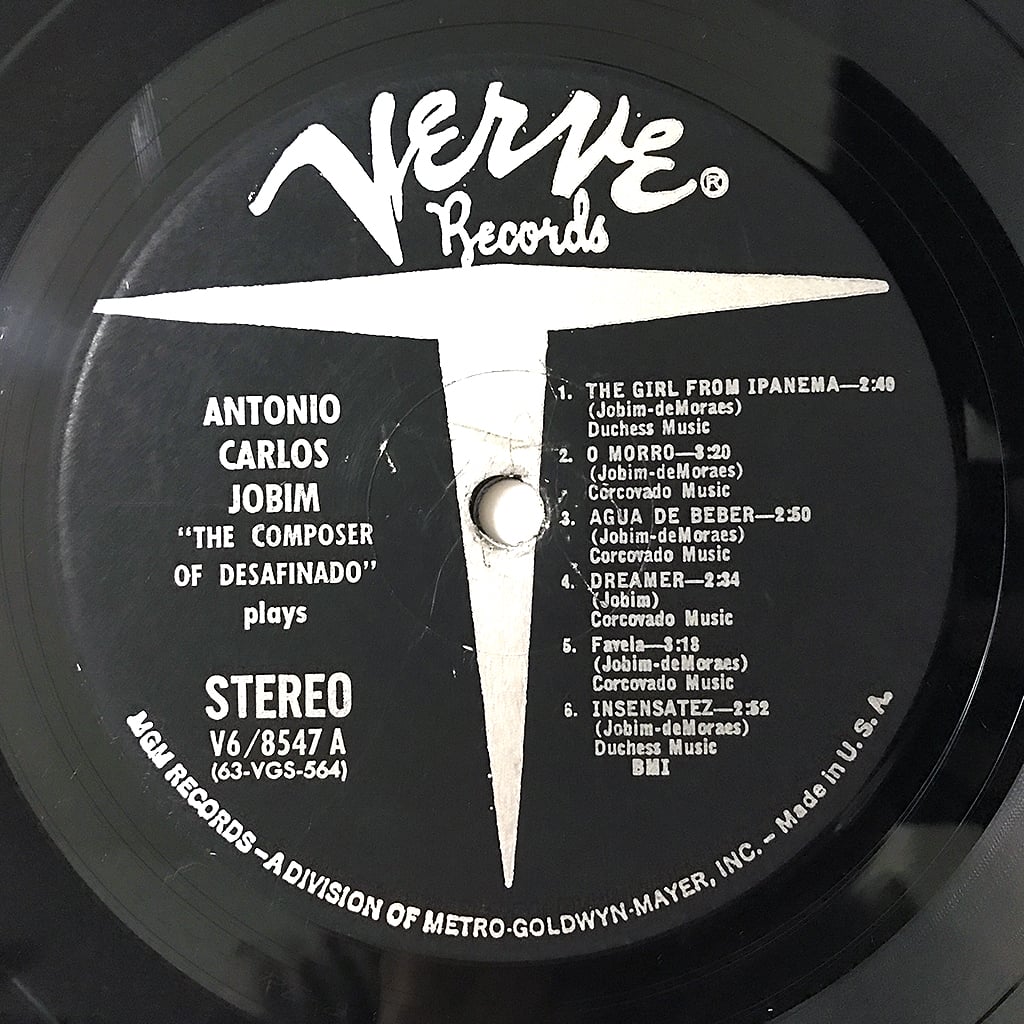 Verve ®
Records
ANTONIO
CARLOS
JOBIM
"THE COMPOSER
OF DESAFINADO"
plays
STEREO
V6/8547 A
(63-VGS-564)
1. THE GIRL FROM IPANEMA—2:40
(Jobim-deMoraes)
Duchess Music
2. O MORRO—3:20
(Jobim-deMoraes)
Corcovado Music
3. AGUA DE BEBER—2:50
(Jobim-deMoraes)
Corcovado Music
4. DREAMER—2:34
(Jobim)
Corcovado Music
5. Favela—3:18
(Jobim-deMoraes)
Corcovado Music
6. INSENSATEZ—2:52
(Jobim-deMoraes)
Duchess Music
BMI
MGM RECORDS – A DIVISION OF METRO-GOLDWYN-MAYER, INC. – Made in U. S. A.